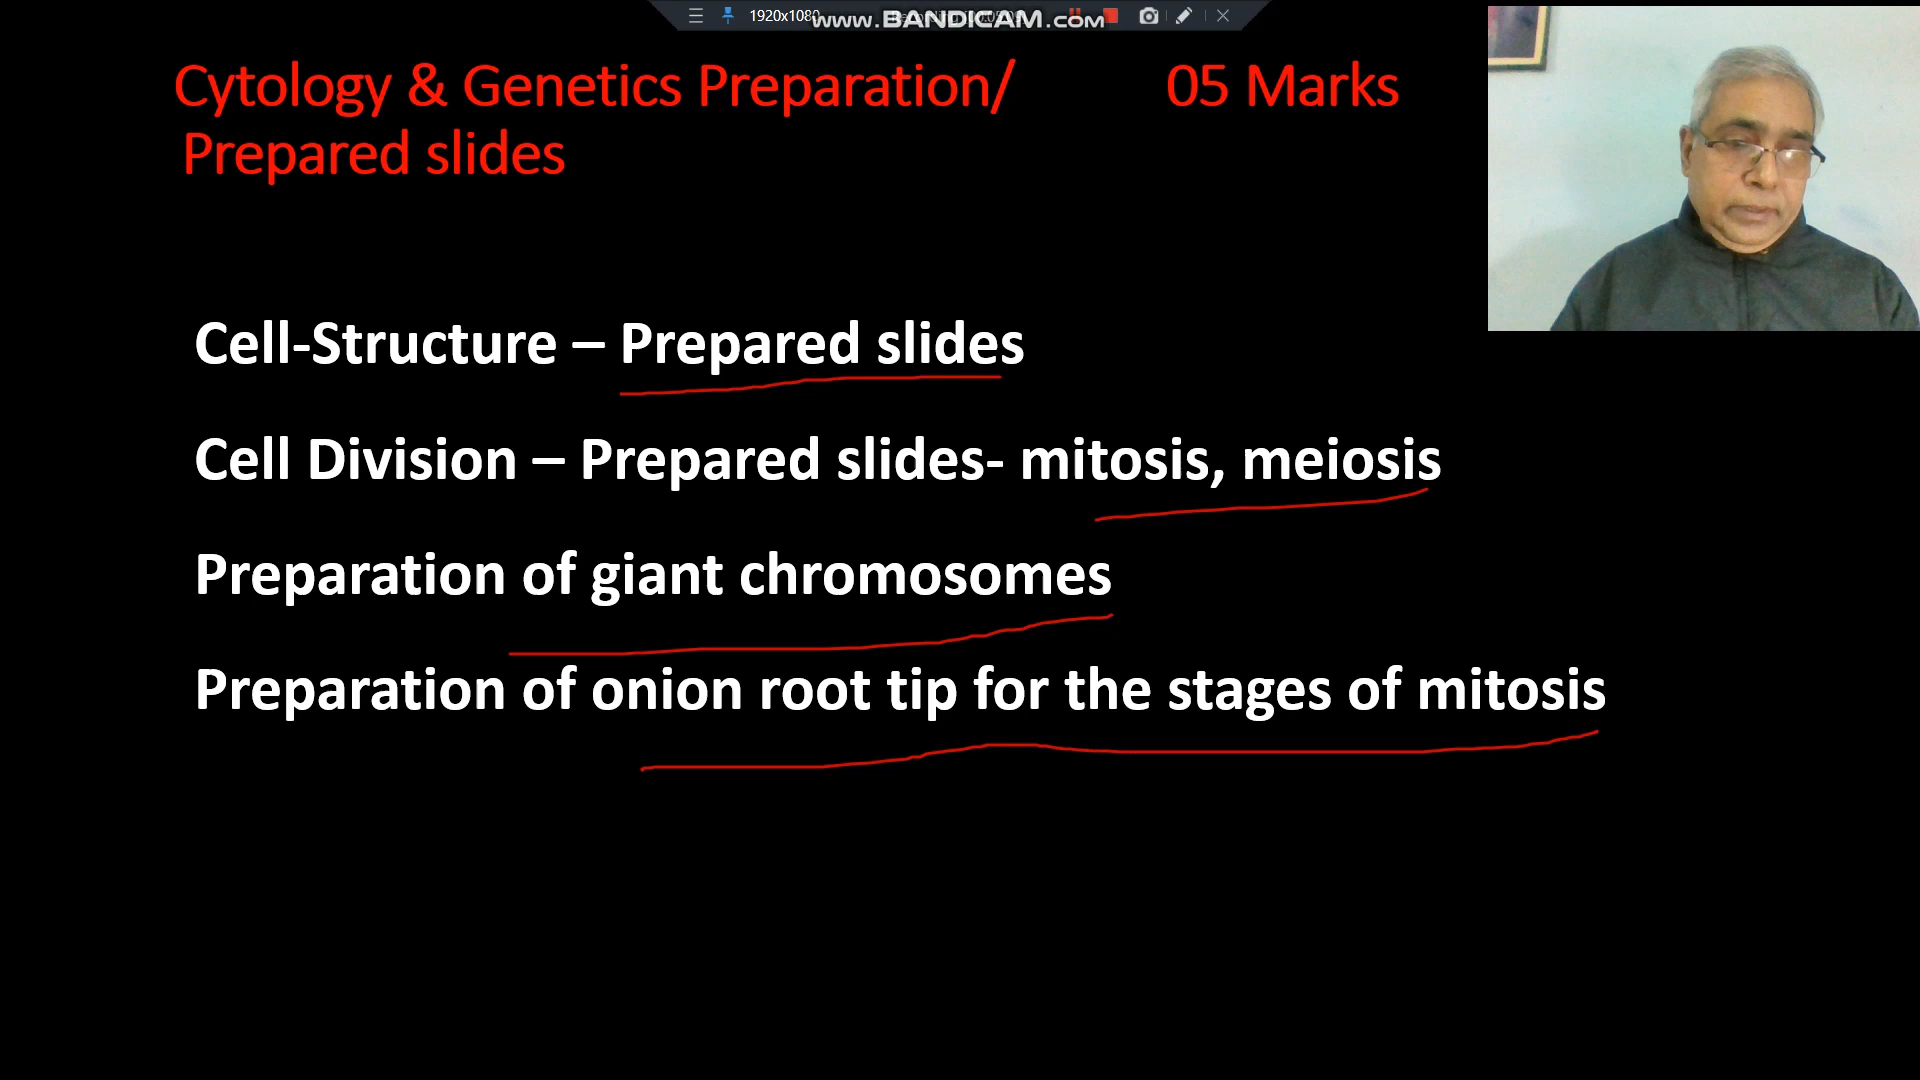 1920x1080
www.BANDICAM.com
Cytology & Genetics Preparation/ 05 Marks
Prepared slides
Cell-Structure – Prepared slides
Cell Division – Prepared slides- mitosis, meiosis
Preparation of giant chromosomes
Preparation of onion root tip for the stages of mitosis